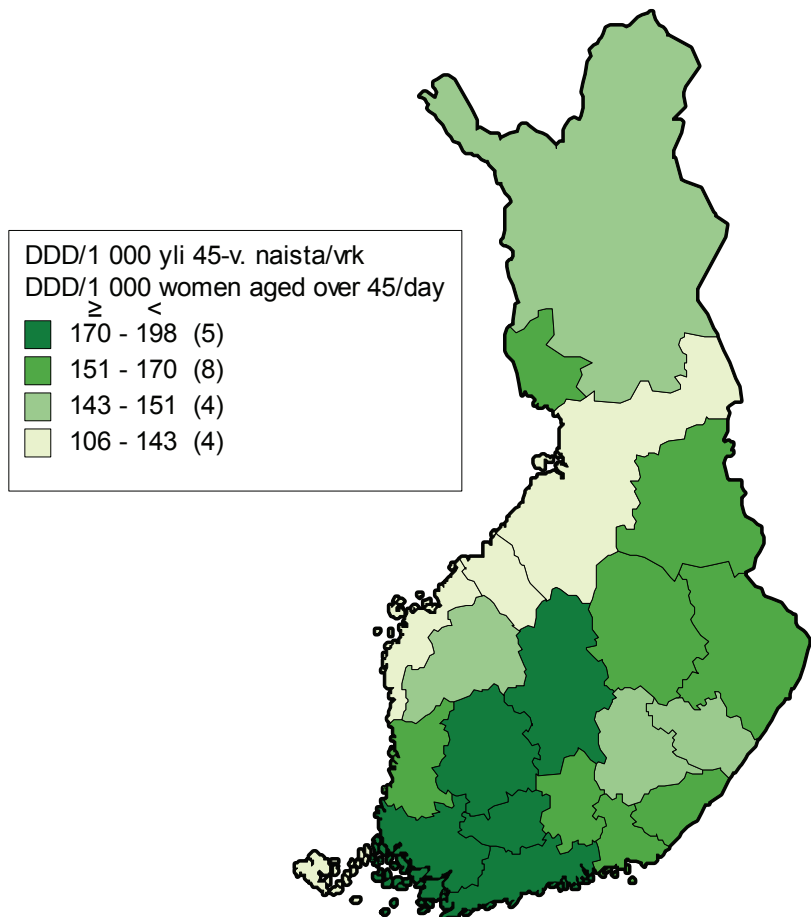 DDD/1 000 yli 45-v. naista/vrk
DDD/1 000 women aged over 45/day
≥ <
170 - 198 (5)
151 - 170 (8)
143 - 151 (4)
106 - 143 (4)